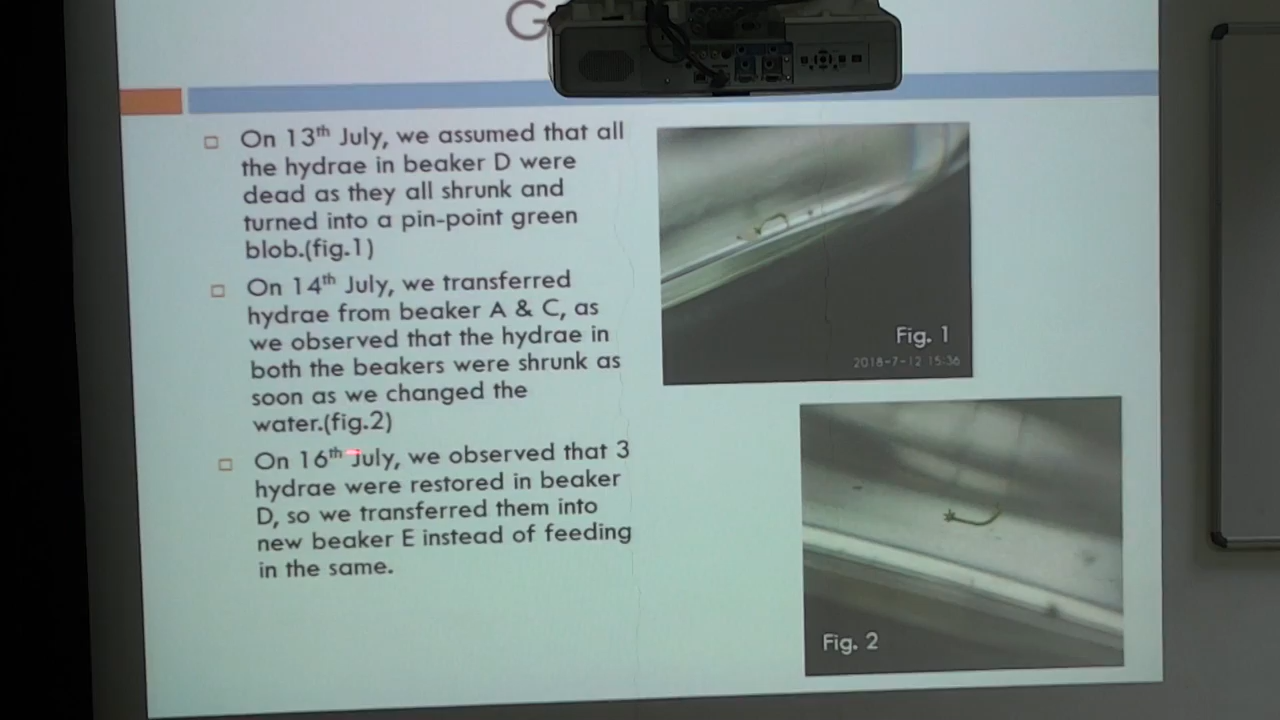 G
On 13th July, we assumed that all
the hydrae in beaker D were
dead as they all shrunk and
turned into a pin-point green
blob.(fig.1)
On 14th July, we transferred
hydrae from beaker A & C, as
we observed that the hydrae in
both the beakers were shrunk as
soon as we changed the
water.(fig.2)
On 16th July, we observed that 3
hydrae were restored in beaker
D, so we transferred them into
new beaker E instead of feeding
in the same.
Fig. 1
2018-7-12 15:36
Fig. 2